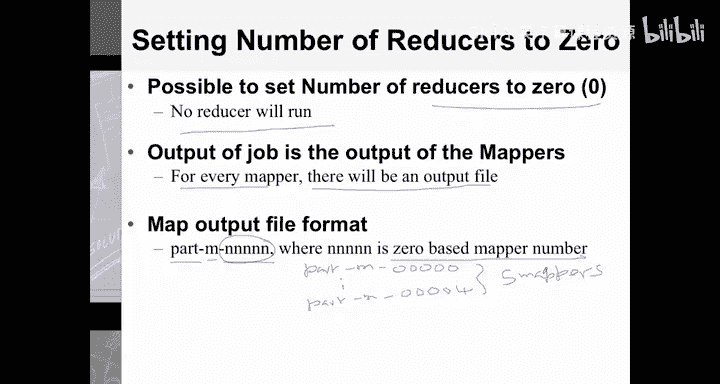 Setting Number of Reducers to Zero
bilibili
• Possible to set Number of reducers to zero (0)
– No reducer will run
• Output of job is the output of the Mappers
– For every mapper, there will be an output file
• Map output file format
– part-m-nnnnn, where nnnnn is zero based mapper number
part-m-00000
part-m-00004
5 mappers